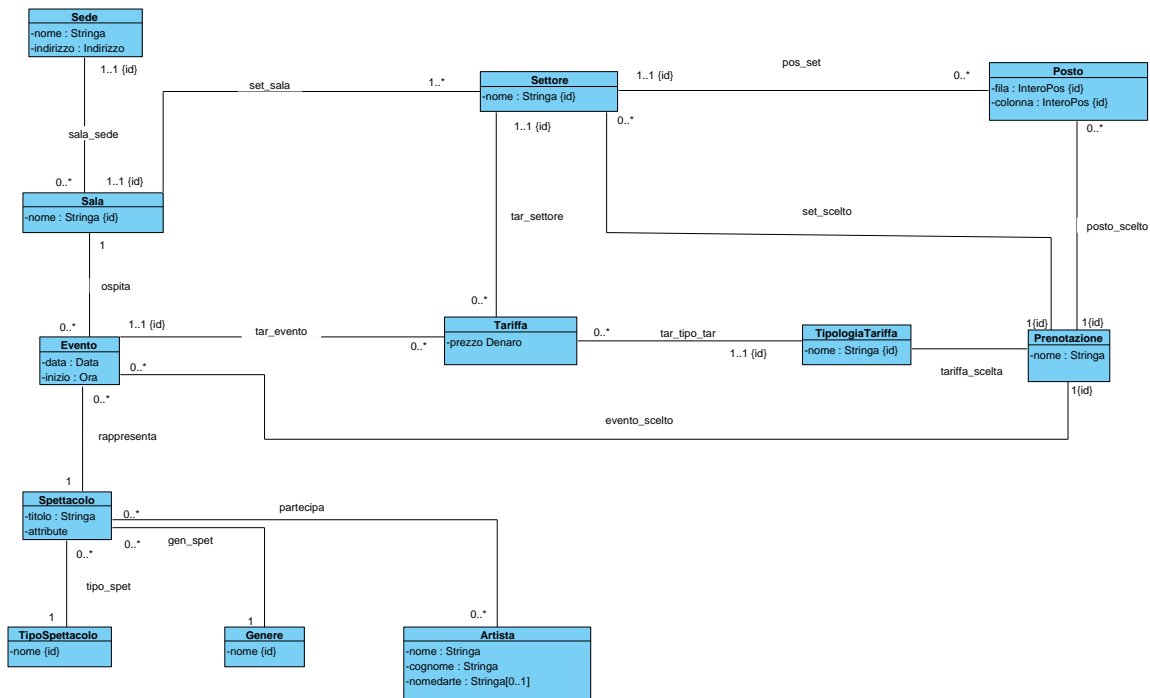 Sede
-nome : Stringa
-indirizzo : Indirizzo
1..1 {id}
sala_sede
0..*
1..1 {id}
Sala
-nome : Stringa {id}
set_sala
1..*
Settore
-nome : Stringa {id}
1..1 {id}
pos_set
0..*
Posto
-fila : InteroPos {id}
-colonna : InteroPos {id}
0..*
1..1 {id}
0..*
tar_settore
set_scelto
posto_scelto
1
ospita
0..*
1..1 {id}
tar_evento
0..*
0..*
Tariffa
-prezzo Denaro
0..*
tar_tipo_tar
1..1 {id}
TipologiaTariffa
-nome : Stringa {id}
tariffa_scelta
1{id}
1{id}
Prenotazione
-nome : Stringa
1{id}
Evento
-data : Data
-inizio : Ora
0..*
0..*
evento_scelto
rappresenta
1
Spettacolo
-titolo : Stringa
-attribute
0..*
partecipa
0..*
gen_spet
0..*
tipo_spet
1
1
0..*
TipoSpettacolo
-nome {id}
Genere
-nome {id}
Artista
-nome : Stringa
-cognome : Stringa
-nomedarte : Stringa[0..1]